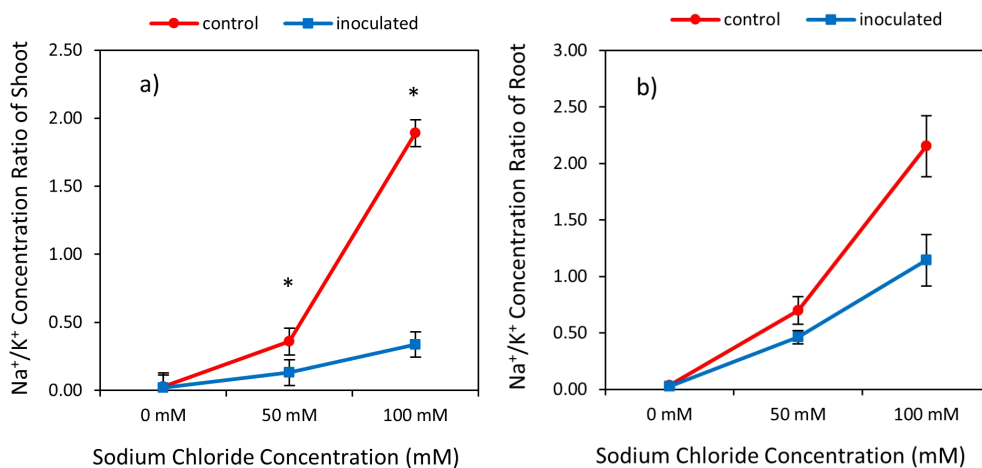 control inoculated
Na⁺/K⁺ Concentration Ratio of Shoot
2.50
2.00
1.50
1.00
0.50
0.00
a)
*
*
0 mM 50 mM 100 mM
Sodium Chloride Concentration (mM)
control inoculated
Na⁺/K⁺ Concentration Ratio of Root
3.00
2.50
2.00
1.50
1.00
0.50
0.00
b)
0 mM 50 mM 100 mM
Sodium Chloride Concentration (mM)